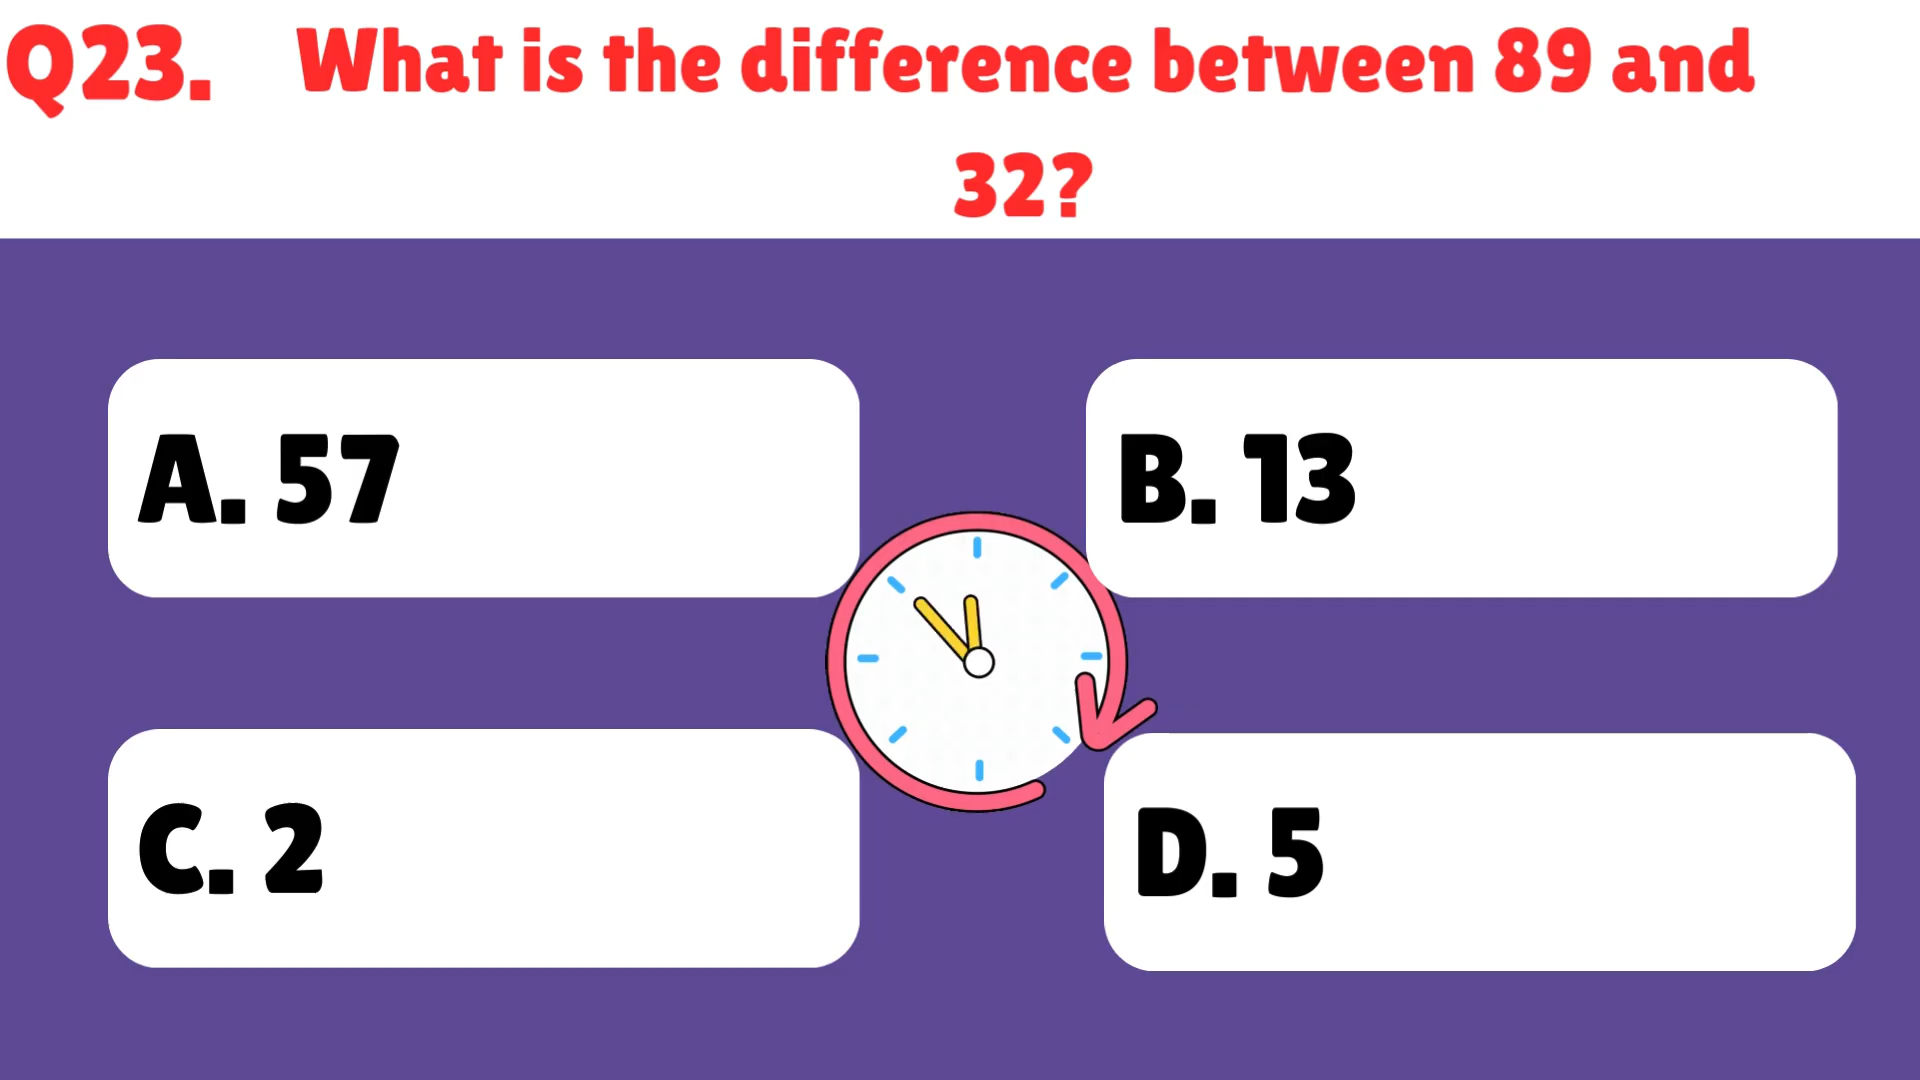 Q23. What is the difference between 89 and
32?
A. 57
B. 13
C. 2
D. 5